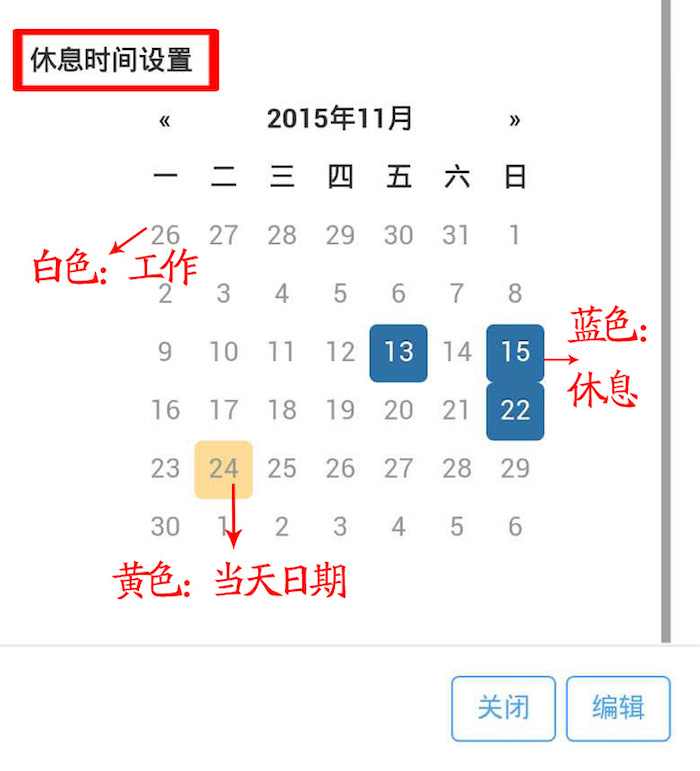 休息时间设置
« 2015年11月 »
一 二 三 四 五 六 日
26 27 28 29 30 31 1
白色：工作
2 3 4 5 6 7 8
蓝色：
9 10 11 12 13 14 15
休息
16 17 18 19 20 21 22
23 24 25 26 27 28 29
30 1 2 3 4 5 6
黄色：当天日期
关闭 编辑